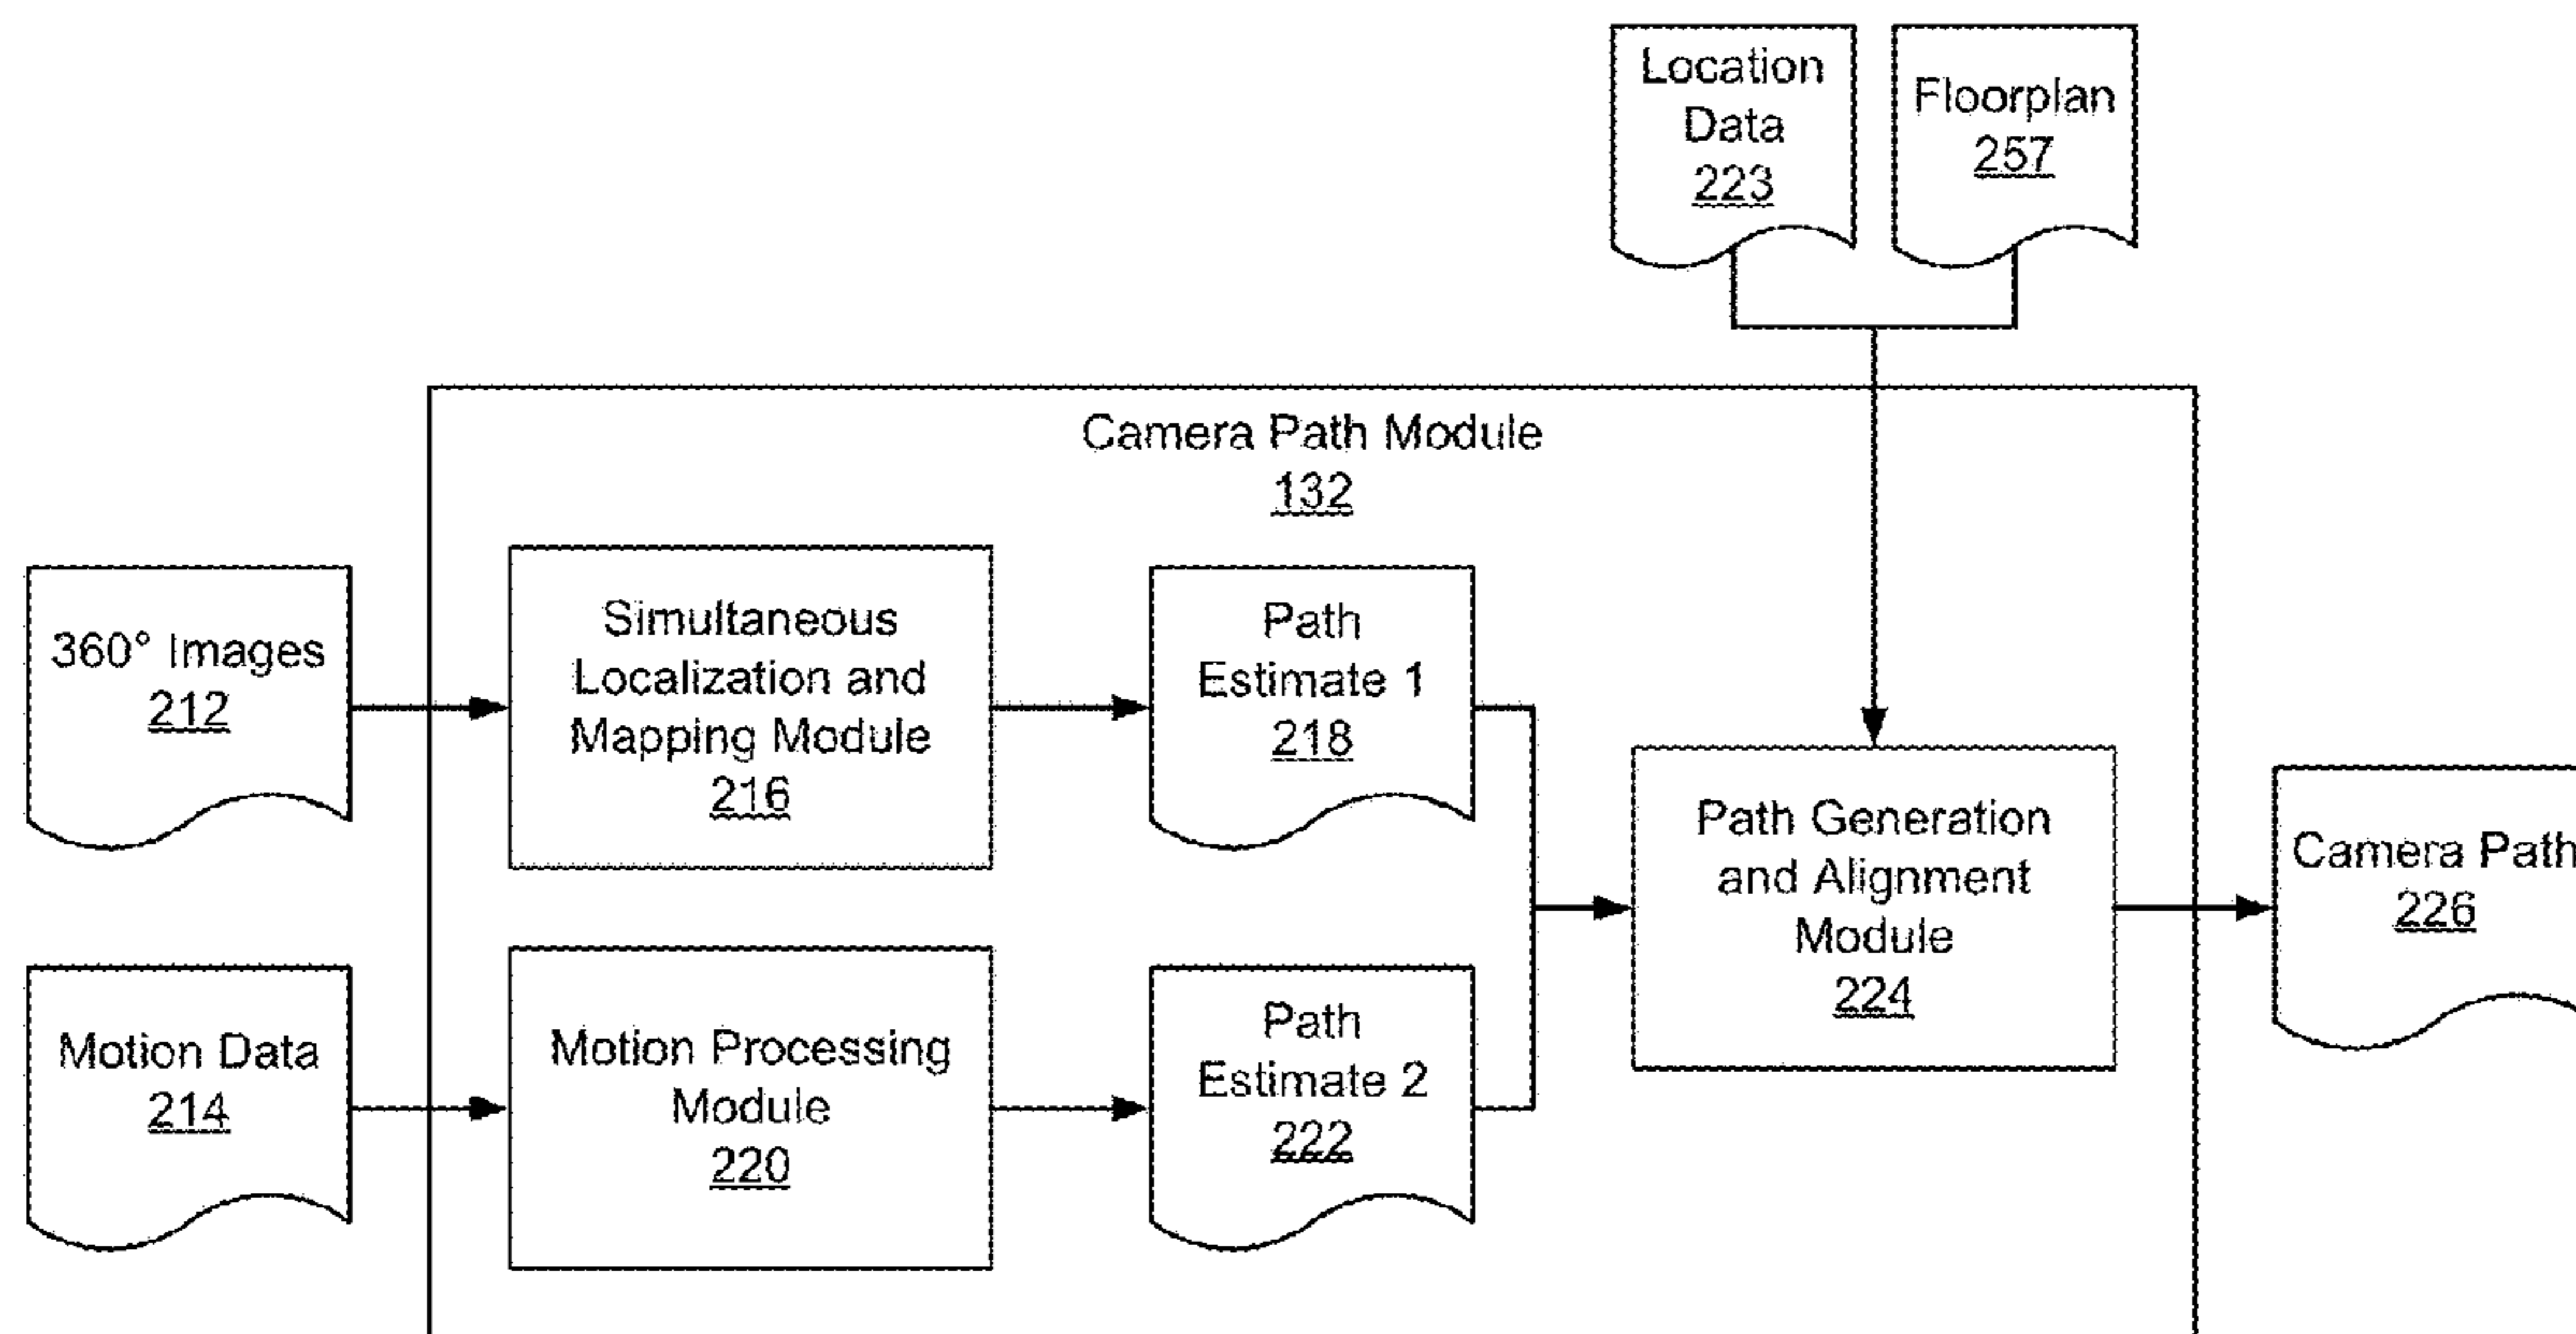 Location
Data
223
Floorplan
257
Camera Path Module
132
360° Images
212
Simultaneous
Localization and
Mapping Module
216
Path
Estimate 1
218
Path Generation
and Alignment
Module
224
Camera Path
226
Motion Data
214
Motion Processing
Module
220
Path
Estimate 2
222